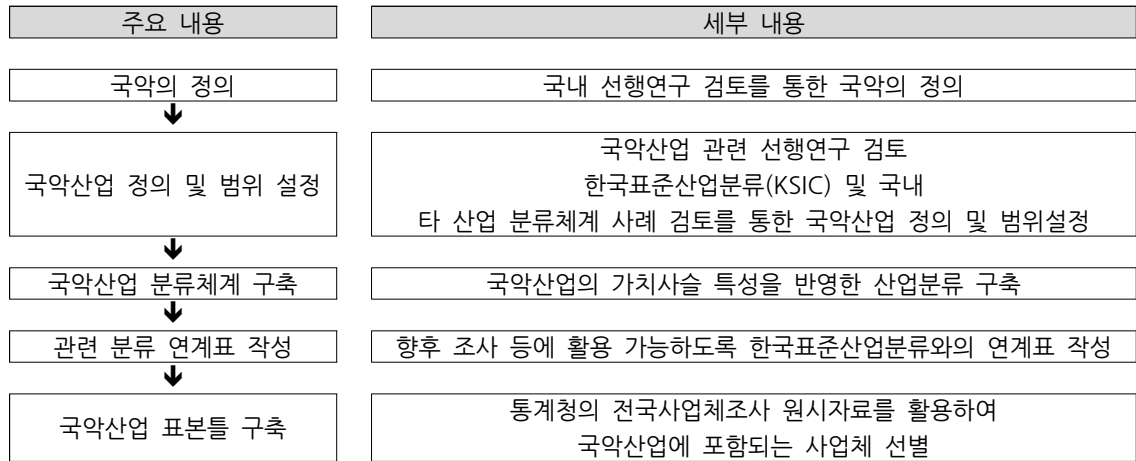 주요 내용
세부 내용
국악의 정의
국내 선행연구 검토를 통한 국악의 정의
국악산업 정의 및 범위 설정
국악산업 관련 선행연구 검토
한국표준산업분류(KSIC) 및 국내
타 산업 분류체계 사례 검토를 통한 국악산업 정의 및 범위설정
국악산업 분류체계 구축
국악산업의 가치사슬 특성을 반영한 산업분류 구축
관련 분류 연계표 작성
향후 조사 등에 활용 가능하도록 한국표준산업분류와의 연계표 작성
국악산업 표본틀 구축
통계청의 전국사업체조사 원시자료를 활용하여
국악산업에 포함되는 사업체 선별